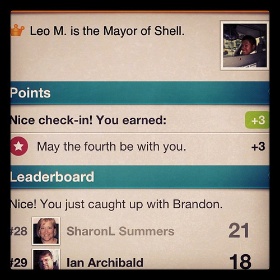 Leo M. is the Mayor of Shell.
Points
Nice check-in! You earned: +3
May the fourth be with you. +3
Leaderboard
Nice! You just caught up with Brandon.
#28 SharonL Summers 21
#29 Ian Archibald 18